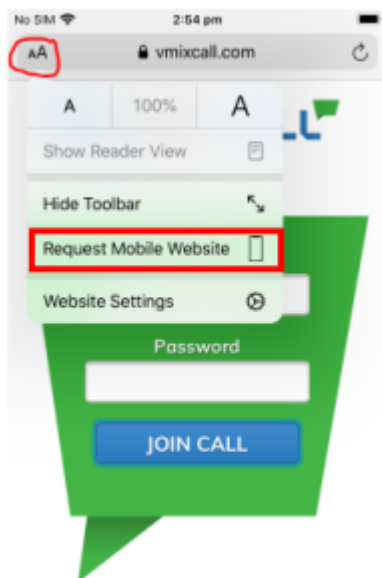 No SIM 2:54 pm
AA vmixcall.com
A 100% A
Show Reader View
Hide Toolbar
Request Mobile Website
Website Settings
Password
JOIN CALL